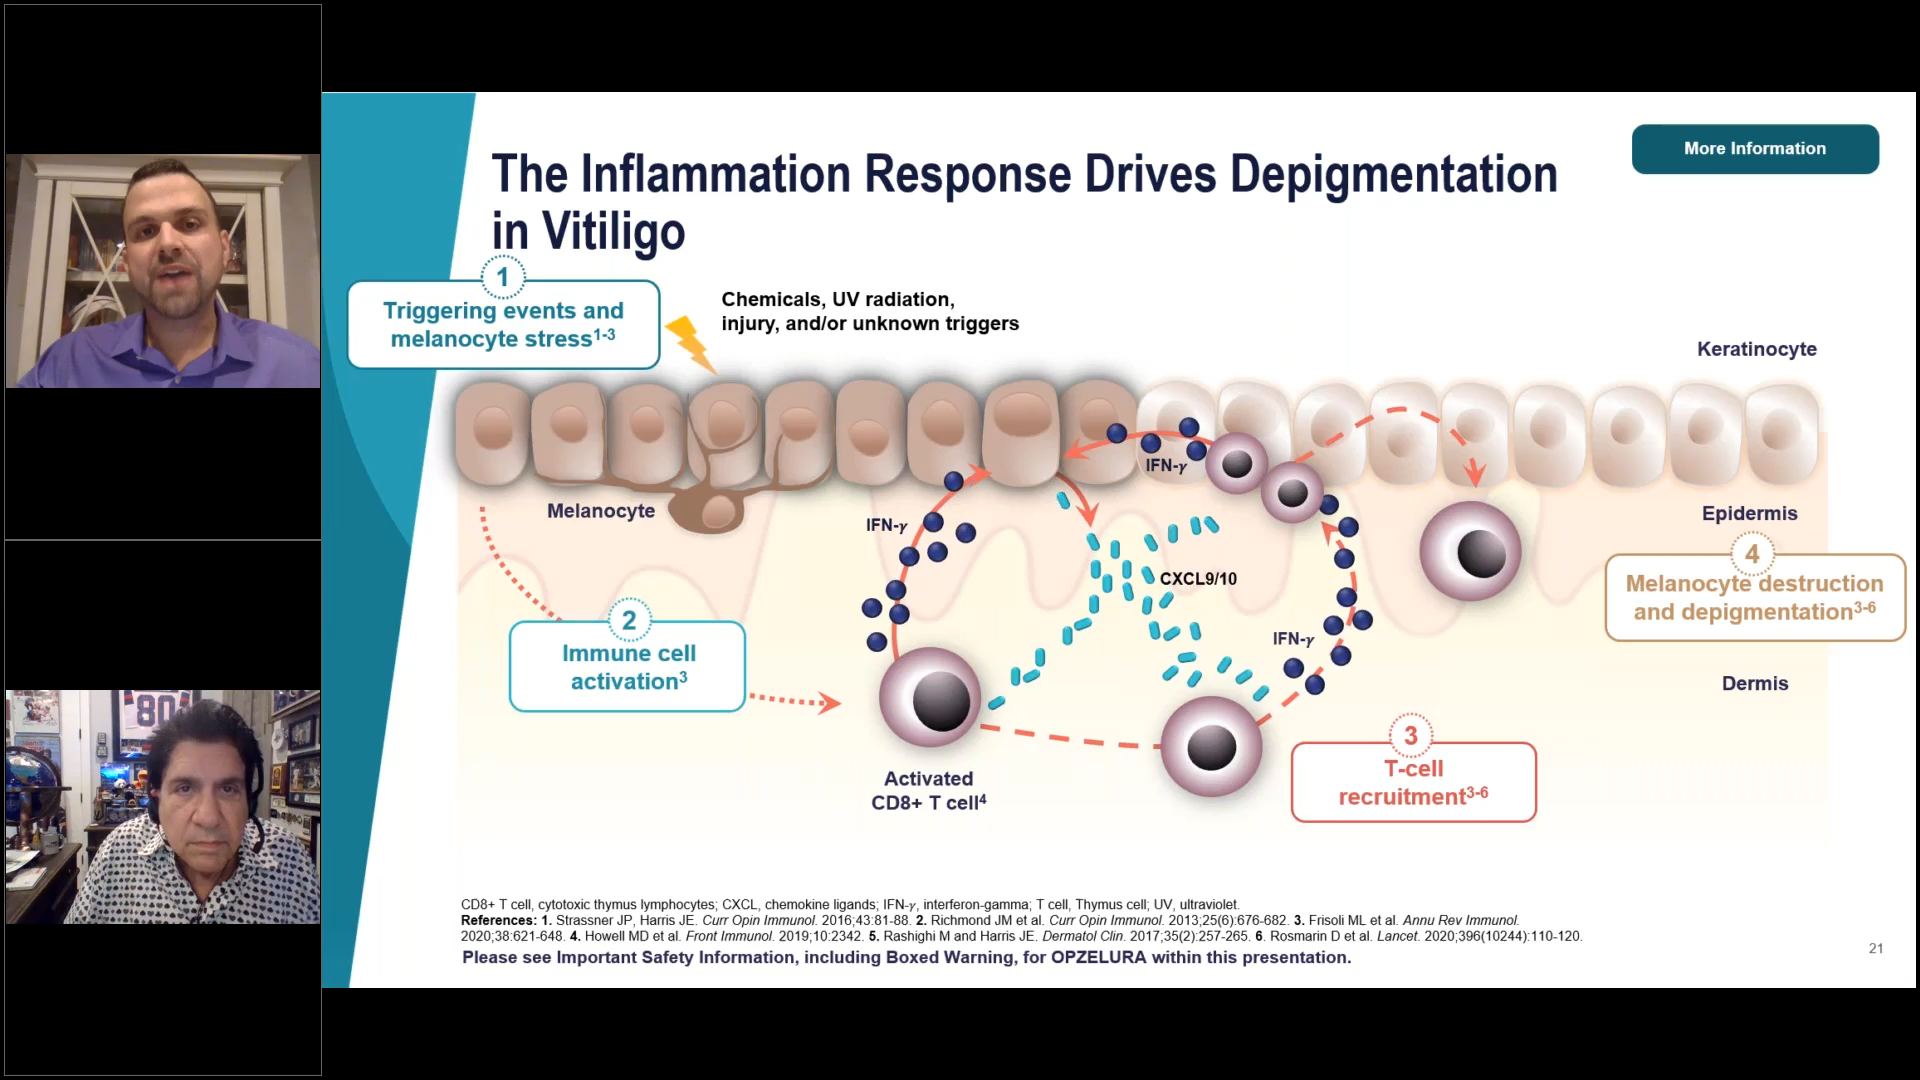 More Information
The Inflammation Response Drives Depigmentation
in Vitiligo
1
Triggering events and
melanocyte stress1-3
Chemicals, UV radiation,
injury, and/or unknown triggers
Keratinocyte
IFN-γ
Melanocyte
IFN-γ
Epidermis
CXCL9/10
4
Melanocyte destruction
and depigmentation3-6
2
Immune cell
activation3
IFN-γ
Dermis
3
T-cell
recruitment3-6
Activated
CD8+ T cell4
CD8+ T cell, cytotoxic thymus lymphocytes; CXCL, chemokine ligands; IFN-γ, interferon-gamma; T cell, Thymus cell; UV, ultraviolet.
References: 1. Strassner JP, Harris JE. Curr Opin Immunol. 2016;43:81-88. 2. Richmond JM et al. Curr Opin Immunol. 2013;25(6):676-682. 3. Frisoli ML et al. Annu Rev Immunol.
2020;38:621-648. 4. Howell MD et al. Front Immunol. 2019;10:2342. 5. Rashighi M and Harris JE. Dermatol Clin. 2017;35(2):257-265. 6. Rosmarin D et al. Lancet. 2020;396(10244):110-120.
Please see Important Safety Information, including Boxed Warning, for OPZELURA within this presentation.
21
80